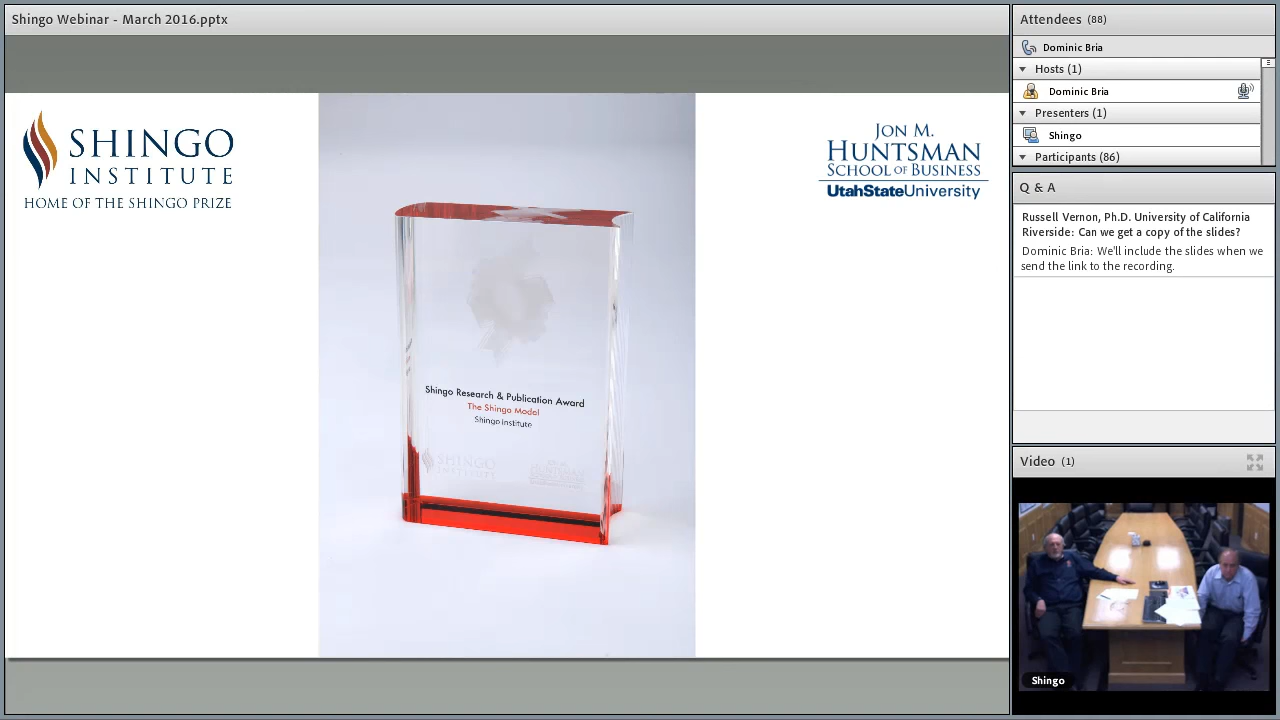 Shingo Webinar - March 2016.pptx
SHINGO
INSTITUTE
HOME OF THE SHINGO PRIZE
JON M.
HUNTSMAN
SCHOOL OF BUSINESS
UtahStateUniversity
Shingo Research & Publication Award
The Shingo Model
Shingo Institute
SHINGO
INSTITUTE
HUNTSMAN
Attendees (88)
Dominic Bria
Hosts (1)
Dominic Bria
Presenters (1)
Shingo
Participants (86)
Q & A
Russell Vernon, Ph.D. University of California
Riverside: Can we get a copy of the slides?
Dominic Bria: We'll include the slides when we
send the link to the recording.
Video (1)
Shingo